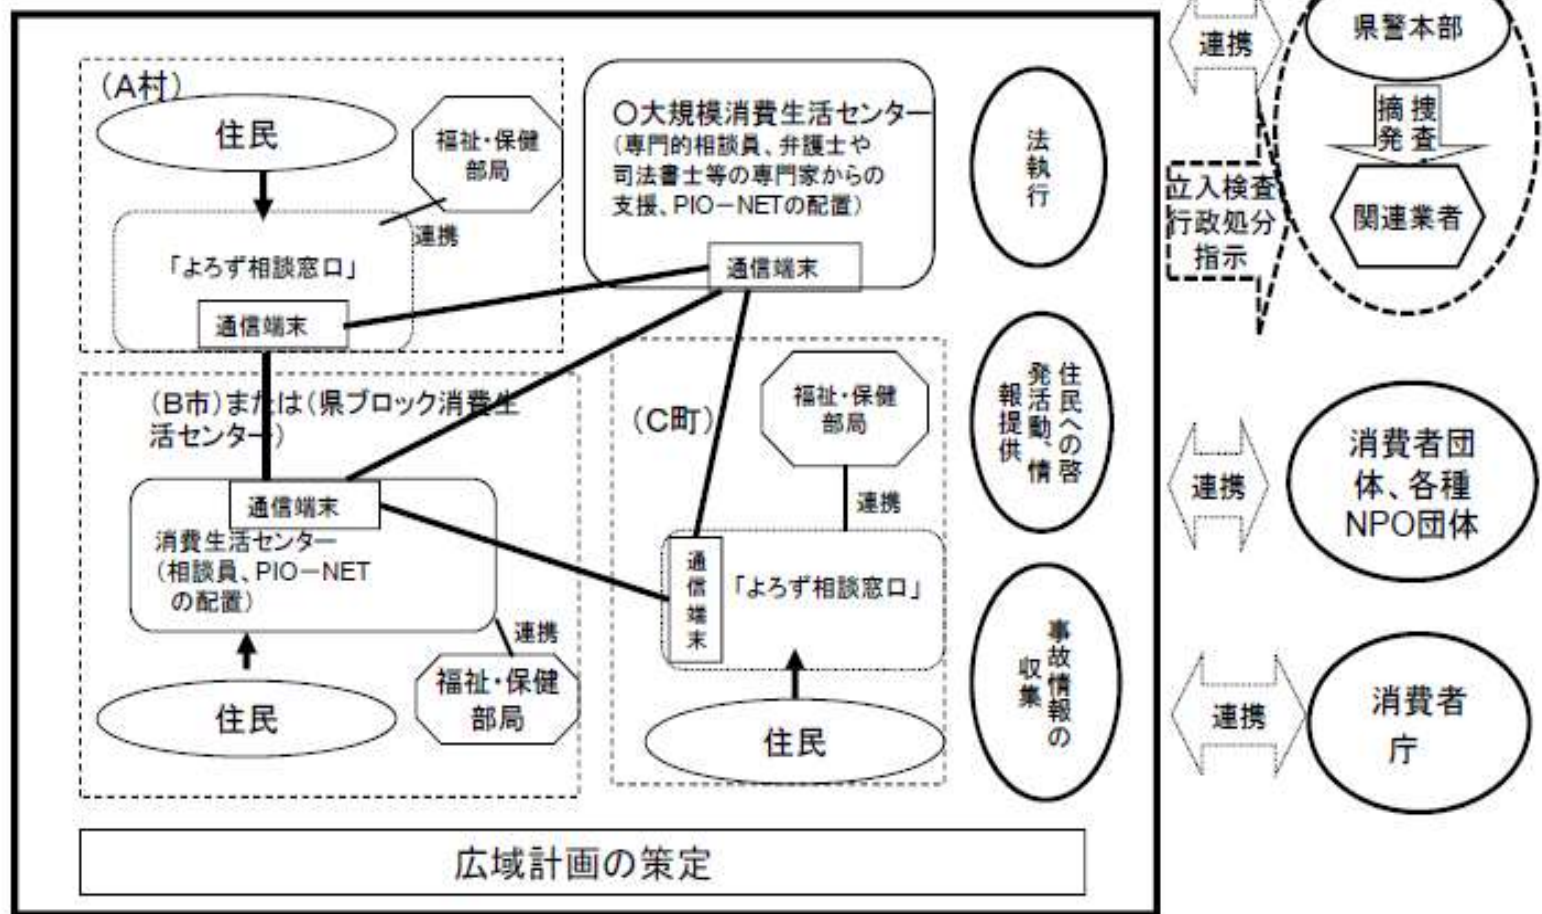 (A村)
住民
福祉・保健
部局
連携
「よろず相談窓口」
通信端末
○大規模消費生活センター
(専門的相談員、弁護士や
司法書士等の専門家からの
支援、PIO-NETの配置)
通信端末
(B市)または(県ブロック消費生
活センター)
通信端末
消費生活センター
(相談員、PIO-NET
の配置)
連携
福祉・保健
部局
住民
(C町)
福祉・保健
部局
連携
通信端末
「よろず相談窓口」
住民
法執行
住民への啓
発活動、情
報提供
事故情報の
収集
広域計画の策定
連携
県警本部
捜査
摘発
関連業者
立入検査
行政処分
指示
連携
消費者団
体、各種
NPO団体
連携
消費者
庁